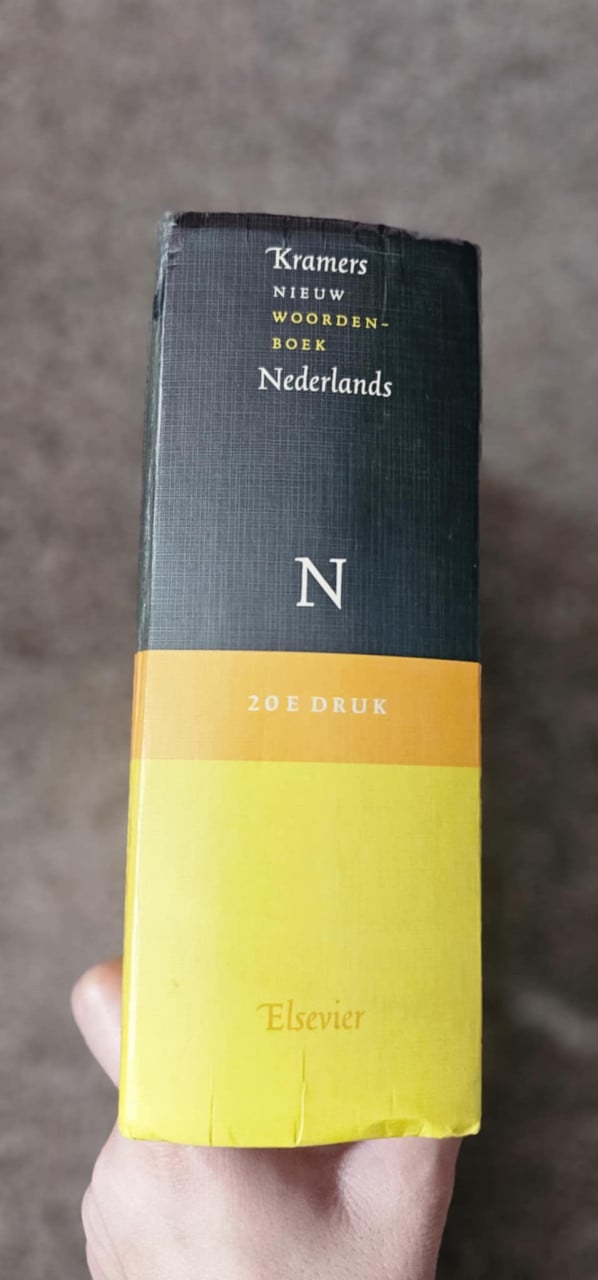 Kramers
NIEUW
WOORDEN-
BOEK
Nederlands
N
20E DRUK
Elsevier